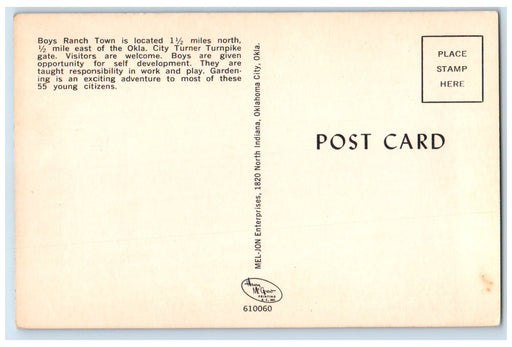 Boys Ranch Town is located 1½ miles north,
½ mile east of the Okla. City Turner Turnpike
gate. Visitors are welcome. Boys are given
opportunity for self development. They are
taught responsibility in work and play. Garden-
ing is an exciting adventure to most of these
55 young citizens.
MEL-JON Enterprises, 1820 North Indiana, Oklahoma City, Okla.
PLACE
STAMP
HERE
POST CARD
McGrew
PRINTING
610060